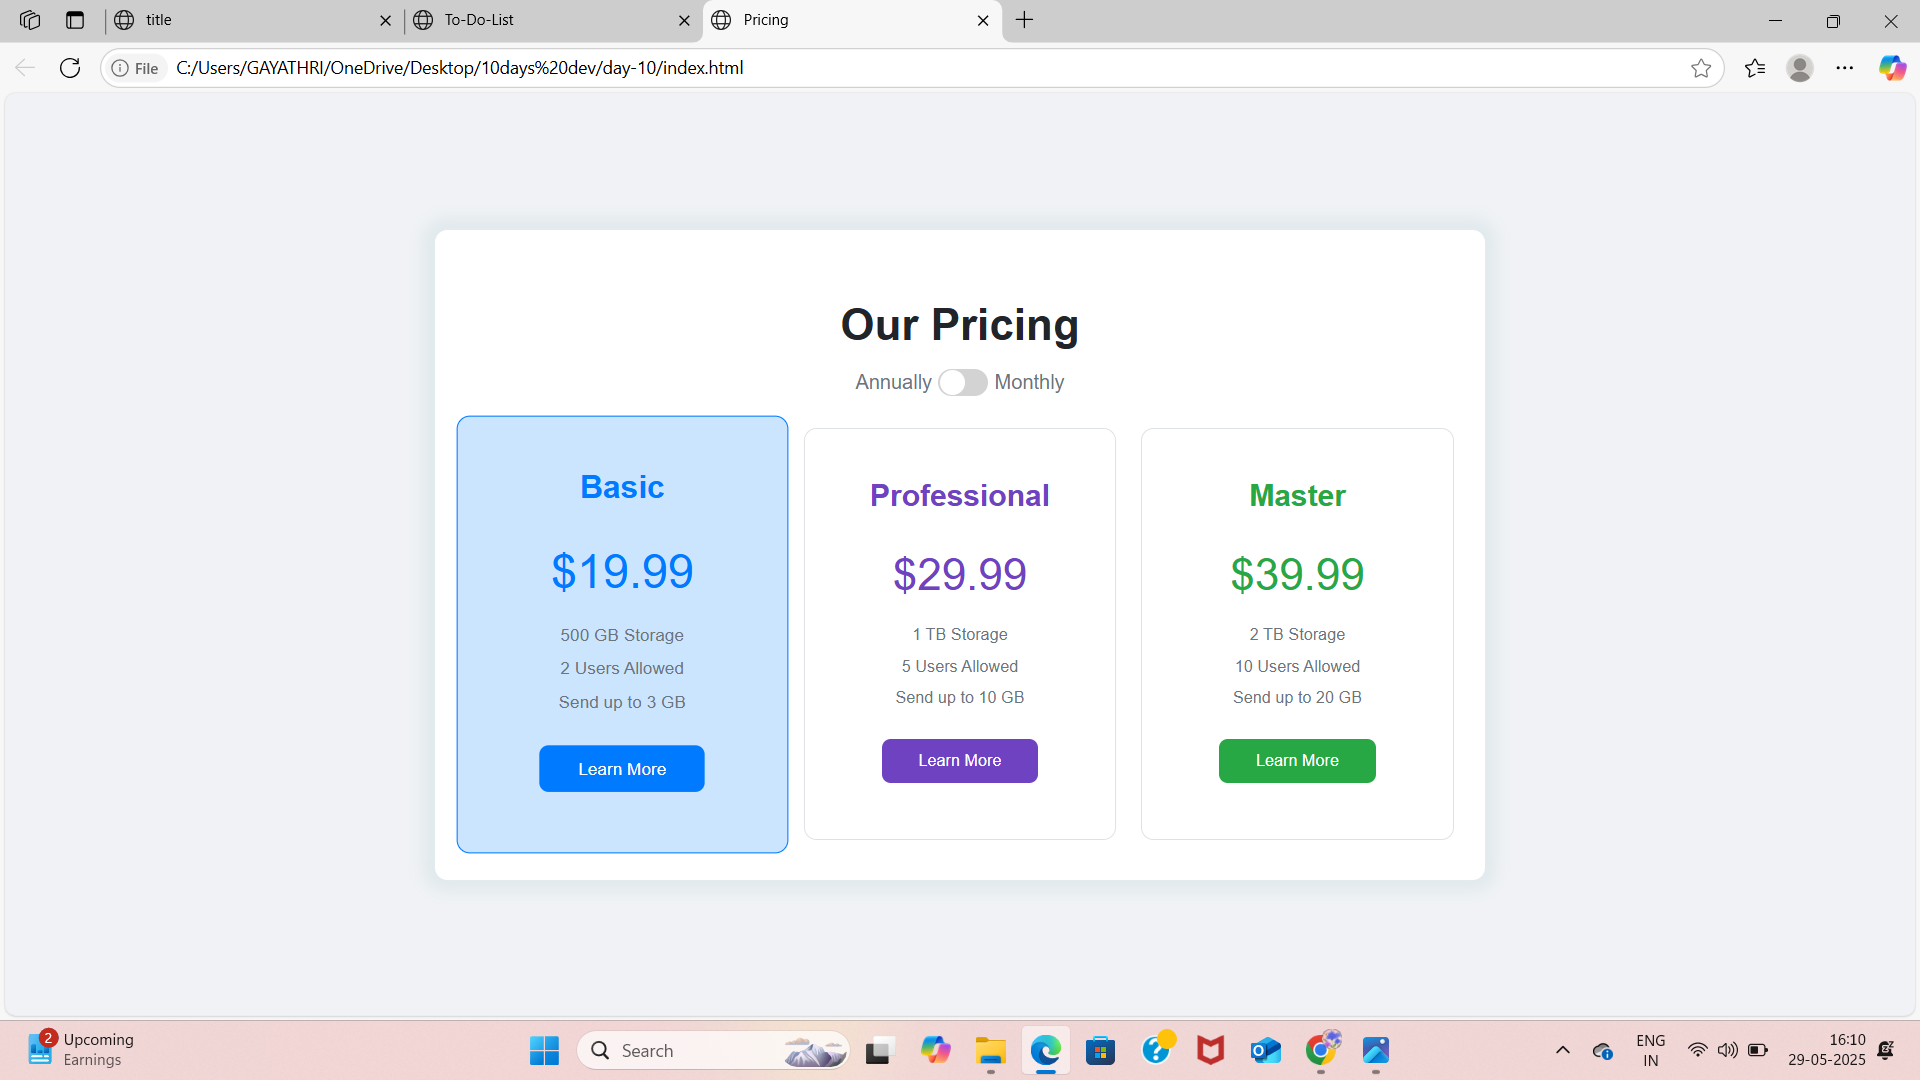 title
To-Do-List
Pricing
File
C:/Users/GAYATHRI/OneDrive/Desktop/10days%20dev/day-10/index.html
Our Pricing
Annually Monthly
Basic
$19.99
500 GB Storage
2 Users Allowed
Send up to 3 GB
Learn More
Professional
$29.99
1 TB Storage
5 Users Allowed
Send up to 10 GB
Learn More
Master
$39.99
2 TB Storage
10 Users Allowed
Send up to 20 GB
Learn More
2
Upcoming
Earnings
Search
ENG
IN
16:10
29-05-2025